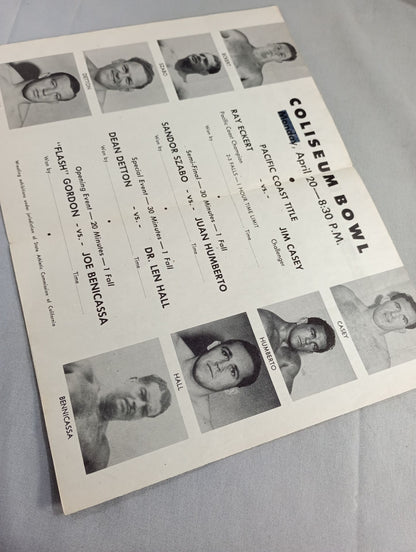 COLISEUM BOWL
Monday, April 20—8:30 P.M.
•
PACIFIC COAST TITLE
RAY ECKERT - vs. - JIM CASEY
Pacific Coast Champion Challenger
2-3 FALLS — 1 HOUR TIME LIMIT
Won by Time
•
Semi-Final — 30 Minutes — 1 Fall
SANDOR SZABO - vs. - JUAN HUMBERTO
Won by Time
•
Special Event — 30 Minutes — 1 Fall
DEAN DETTON - vs. - DR. LEN HALL
Won by Time
•
Opening Event — 20 Minutes — 1 Fall
"FLASH" GORDON - vs. - JOE BENICASSA
Won by Time
•
Wrestling exhibitions under jurisdiction of State Athletic Commission of California
ECKERT
SZABO
DETTON
CASEY
HUMBERTO
HALL
BENNICASSA